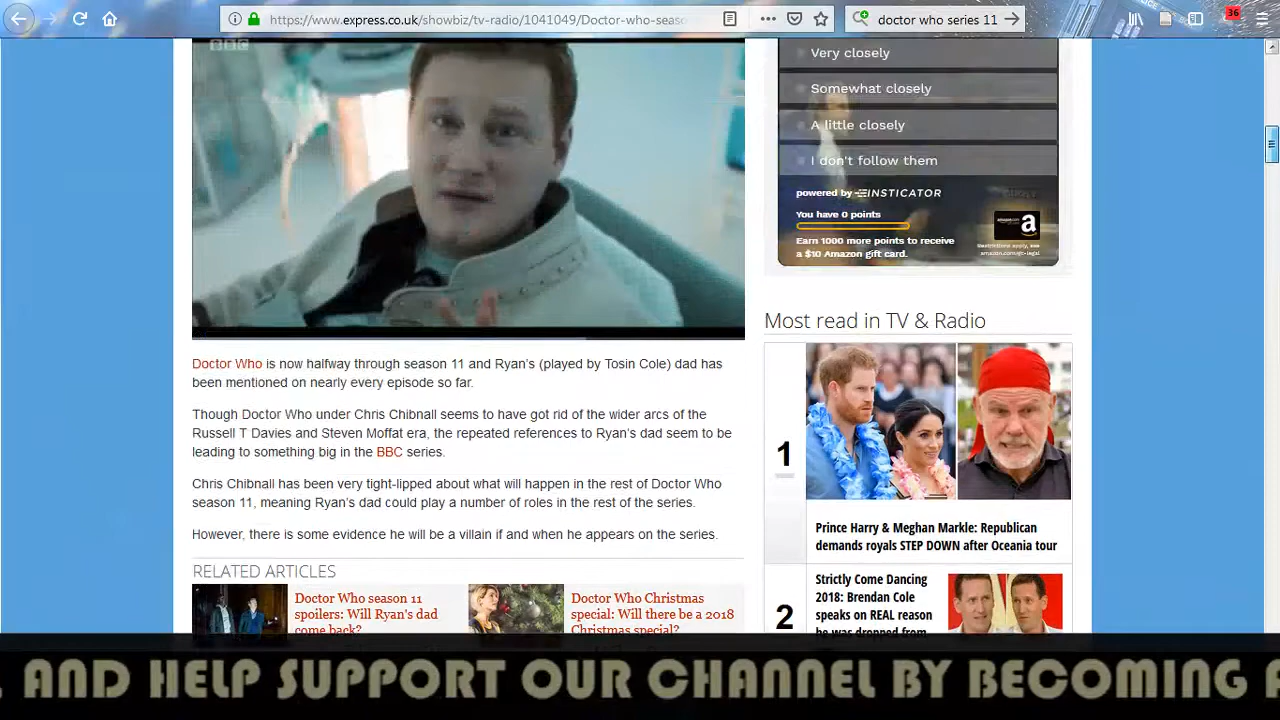 https://www.express.co.uk/showbiz/tv-radio/1041049/Doctor-who-seaso
doctor who series 11
36
BBC
Very closely
Somewhat closely
A little closely
I don't follow them
powered by INSTICATOR
You have 0 points
Earn 1000 more points to receive
a $10 Amazon gift card.
a
Most read in TV & Radio
Doctor Who is now halfway through season 11 and Ryan's (played by Tosin Cole) dad has
been mentioned on nearly every episode so far.
Though Doctor Who under Chris Chibnall seems to have got rid of the wider arcs of the
Russell T Davies and Steven Moffat era, the repeated references to Ryan's dad seem to be
leading to something big in the BBC series.
Chris Chibnall has been very tight-lipped about what will happen in the rest of Doctor Who
season 11, meaning Ryan's dad could play a number of roles in the rest of the series.
However, there is some evidence he will be a villain if and when he appears on the series.
RELATED ARTICLES
Doctor Who season 11
spoilers: Will Ryan's dad
come back?
Doctor Who Christmas
special: Will there be a 2018
Christmas special?
1
Prince Harry & Meghan Markle: Republican
demands royals STEP DOWN after Oceania tour
2
Strictly Come Dancing
2018: Brendan Cole
speaks on REAL reason
he was dropped from
AND HELP SUPPORT OUR CHANNEL BY BECOMING A